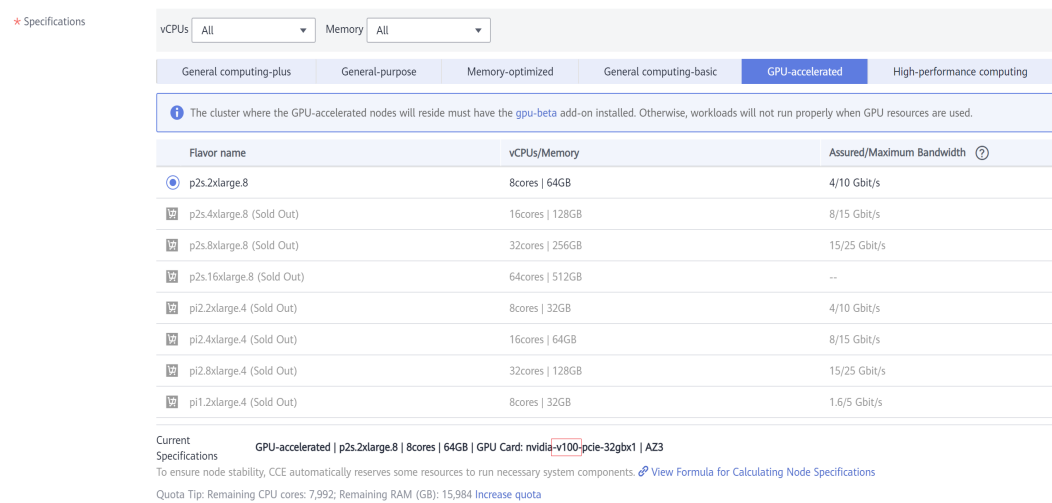 * Specifications
vCPUs All Memory All
General computing-plus General-purpose Memory-optimized General computing-basic GPU-accelerated High-performance computing
The cluster where the GPU-accelerated nodes will reside must have the gpu-beta add-on installed. Otherwise, workloads will not run properly when GPU resources are used.
Flavor name vCPUs/Memory Assured/Maximum Bandwidth ?
p2s.2xlarge.8 8cores | 64GB 4/10 Gbit/s
p2s.4xlarge.8 (Sold Out) 16cores | 128GB 8/15 Gbit/s
p2s.8xlarge.8 (Sold Out) 32cores | 256GB 15/25 Gbit/s
p2s.16xlarge.8 (Sold Out) 64cores | 512GB --
pi2.2xlarge.4 (Sold Out) 8cores | 32GB 4/10 Gbit/s
pi2.4xlarge.4 (Sold Out) 16cores | 64GB 8/15 Gbit/s
pi2.8xlarge.4 (Sold Out) 32cores | 128GB 15/25 Gbit/s
pi1.2xlarge.4 (Sold Out) 8cores | 32GB 1.6/5 Gbit/s
Current
Specifications
GPU-accelerated | p2s.2xlarge.8 | 8cores | 64GB | GPU Card: nvidia-v100-pcie-32gbx1 | AZ3
To ensure node stability, CCE automatically reserves some resources to run necessary system components. View Formula for Calculating Node Specifications
Quota Tip: Remaining CPU cores: 7,992; Remaining RAM (GB): 15,984 Increase quota